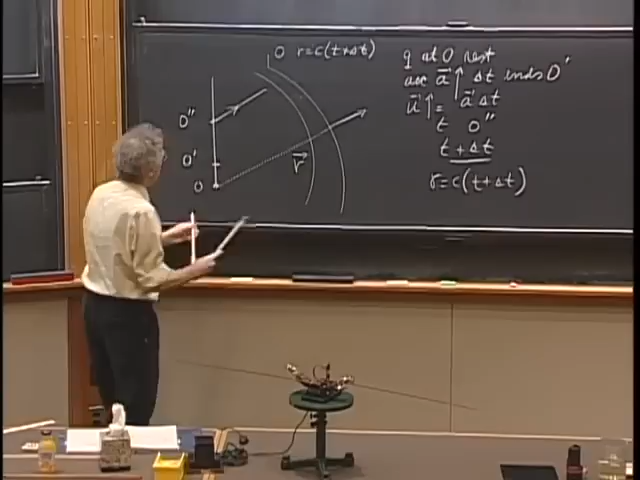 O r=c(t+Δt)
O''
O'
O
r⃗
q at O rest
acc a⃗ ↑ Δt ends O'
u⃗ ↑ = a⃗ Δt
t O''
t + Δt
r=c(t+Δt)